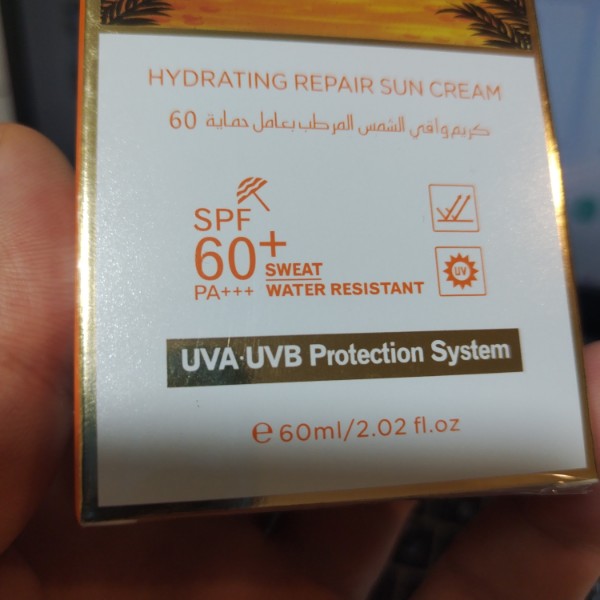 HYDRATING REPAIR SUN CREAM
كريم واقي الشمس المرطب بعامل حماية 60
SPF
60+
SWEAT
PA+++ WATER RESISTANT
UV
UVA·UVB Protection System
e 60ml/2.02 fl.oz